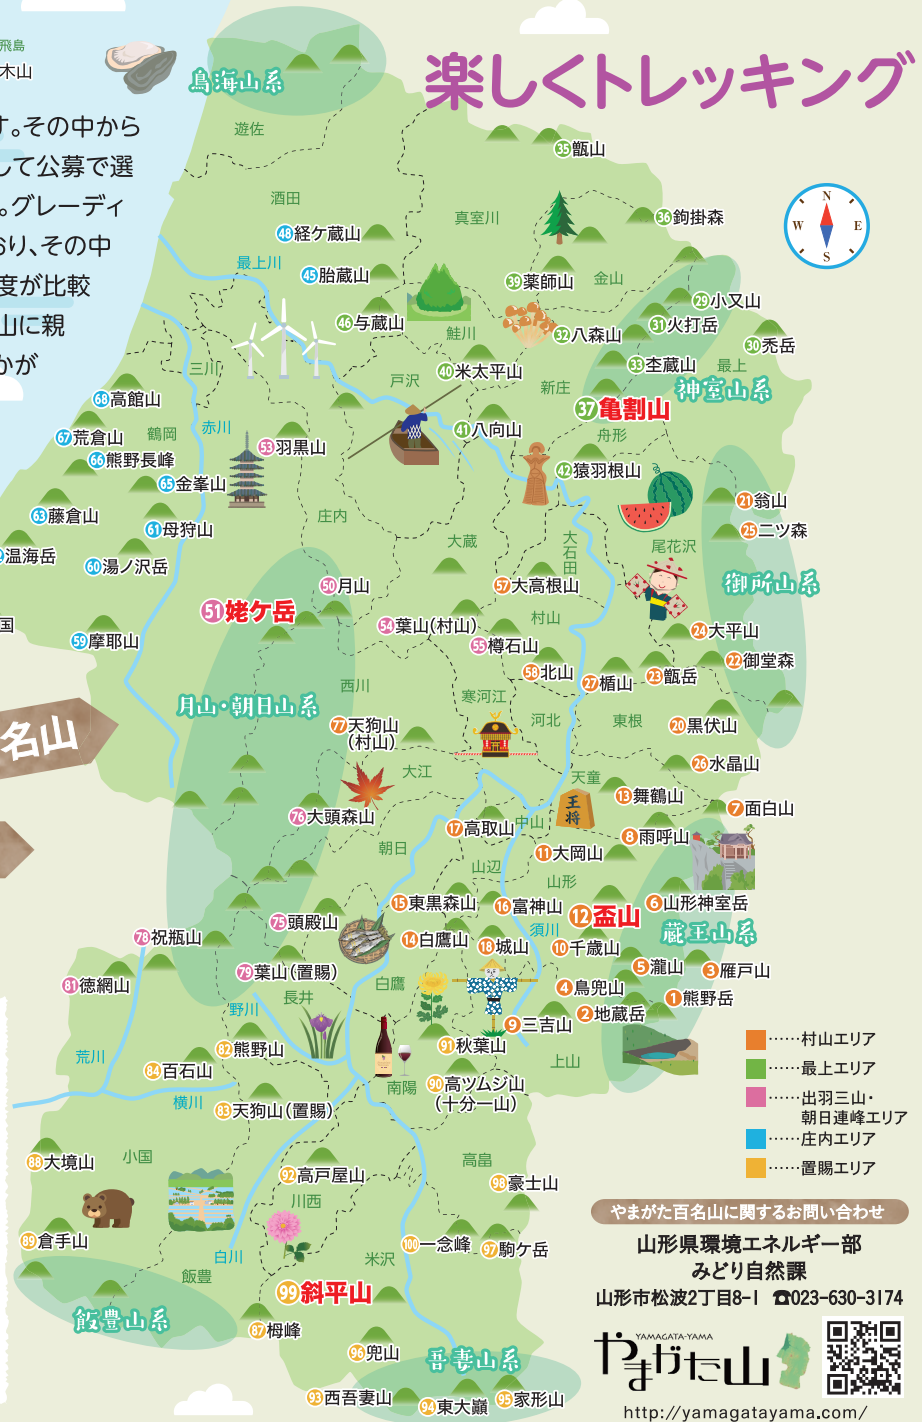 楽しくトレッキング
飛島
木山
す。その中から
して公募で選
。グレーディ
おり、その中
度が比較
山に親
かが
鳥海山系
遊佐
35甑山
酒田
真室川
36鉤掛森
48経ケ蔵山
最上川
45胎蔵山
39薬師山
金山
29小又山
46与蔵山
鮭川
32八森山
31火打岳
30禿岳
三川
40米太平山
33杢蔵山
最上
戸沢
新庄
神室山系
68高館山
37亀割山
67荒倉山
鶴岡
赤川
53羽黒山
41八向山
舟形
66熊野長峰
65金峯山
42猿羽根山
21翁山
63藤倉山
61母狩山
庄内
25二ツ森
大蔵
大石田
尾花沢
温海岳
60湯ノ沢岳
御所山系
50月山
57大高根山
51姥ケ岳
村山
国
54葉山(村山)
24大平山
59摩耶山
55樽石山
58北山
22御堂森
27楯山
23甑岳
西川
寒河江
月山・朝日山系
河北
東根
20黒伏山
名山
77天狗山
(村山)
大江
26水晶山
天童
13舞鶴山
王将
7面白山
76大頭森山
17高取山
中山
8雨呼山
朝日
11大岡山
山辺
山形
15東黒森山
16富神山
12盃山
6山形神室岳
75頭殿山
須川
蔵王山系
78祝瓶山
14白鷹山
18城山
10千歳山
79葉山(置賜)
5瀧山
3雁戸山
81徳網山
白鷹
4鳥兜山
長井
1熊野岳
野川
2地蔵岳
9三吉山
82熊野山
91秋葉山
荒川
上山
84百石山
南陽
90高ツムジ山
(十分一山)
横川
83天狗山(置賜)
……村山エリア
……最上エリア
……出羽三山・
朝日連峰エリア
……庄内エリア
……置賜エリア
88大境山
小国
高畠
92高戸屋山
98豪士山
川西
89倉手山
100一念峰
97駒ケ岳
白川
米沢
飯豊
99斜平山
飯豊山系
87栂峰
96兜山
吾妻山系
93西吾妻山
94東大巓
95家形山
N
W
E
S
やまがた百名山に関するお問い合わせ
山形県環境エネルギー部
みどり自然課
山形市松波2丁目8-1 ☎023-630-3174
YAMAGATA-YAMA
やまがた山
http://yamagatayama.com/